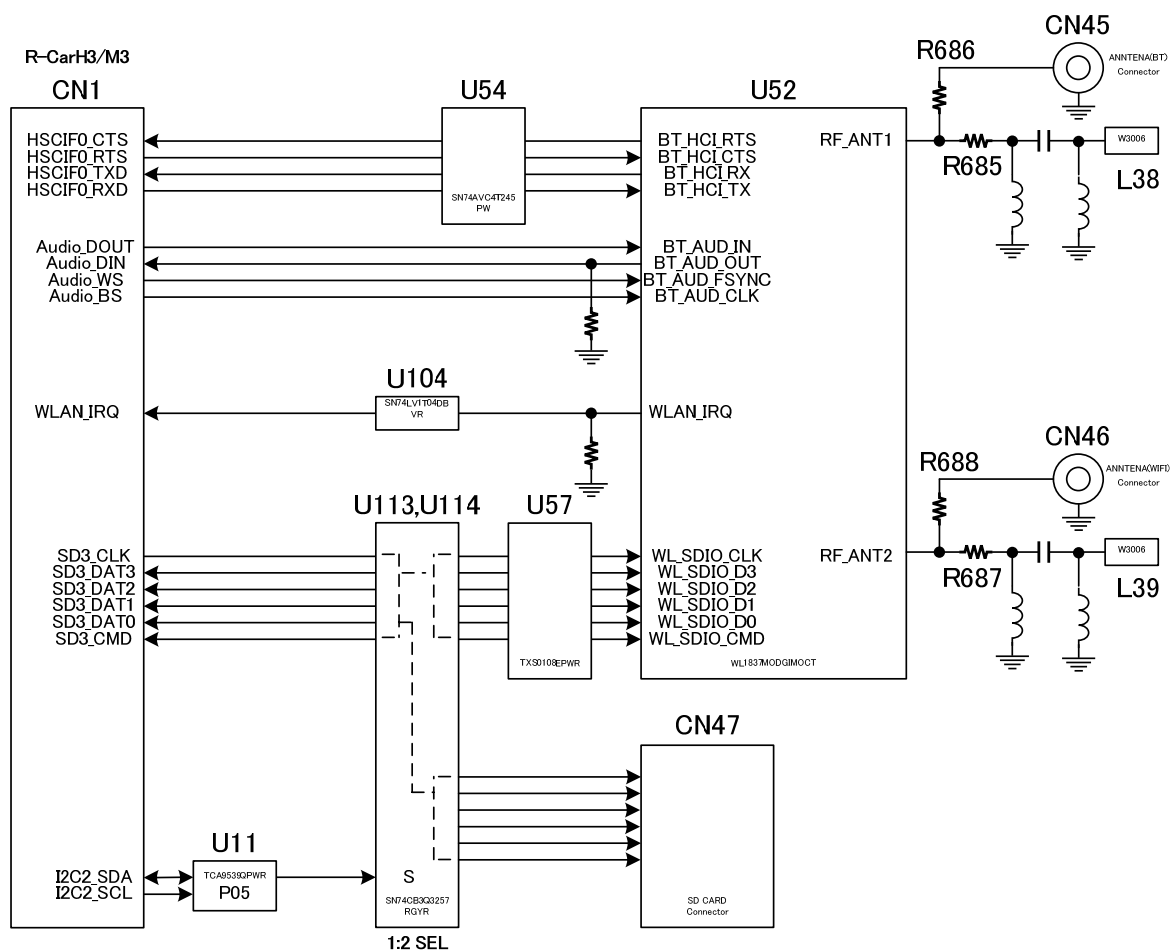 R-CarH3/M3
CN1
HSCIF0_CTS
HSCIF0_RTS
HSCIF0_TXD
HSCIF0_RXD
Audio_DOUT
Audio_DIN
Audio_WS
Audio_BS
WLAN_IRQ
SD3_CLK
SD3_DAT3
SD3_DAT2
SD3_DAT1
SD3_DAT0
SD3_CMD
I2C2_SDA
I2C2_SCL
U54
SN74AVC4T245
PW
U104
SN74LV1T04DB
VR
U113,U114
S
SN74CB3Q3257
RGYR
1:2 SEL
U57
TXS0108EPWR
U11
TCA9539QPWR
P05
U52
BT_HCI_RTS
BT_HCI_CTS
BT_HCI_RX
BT_HCI_TX
BT_AUD_IN
BT_AUD_OUT
BT_AUD_FSYNC
BT_AUD_CLK
WLAN_IRQ
WL_SDIO_CLK
WL_SDIO_D3
WL_SDIO_D2
WL_SDIO_D1
WL_SDIO_D0
WL_SDIO_CMD
WL1837MODGIMOCT
RF_ANT1
RF_ANT2
CN47
SD CARD
Connector
R686
CN45
ANNTENA(BT)
Connector
R685
W3006
L38
R688
CN46
ANNTENA(WIFI)
Connector
R687
W3006
L39